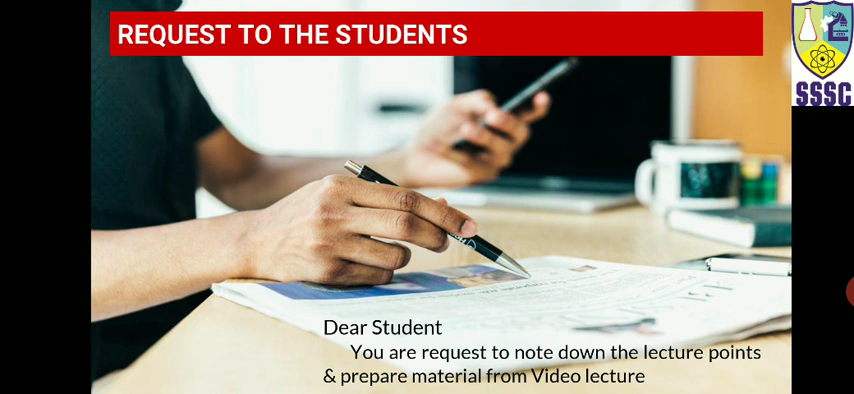 REQUEST TO THE STUDENTS
SSSC
Dear Student
You are request to note down the lecture points
& prepare material from Video lecture